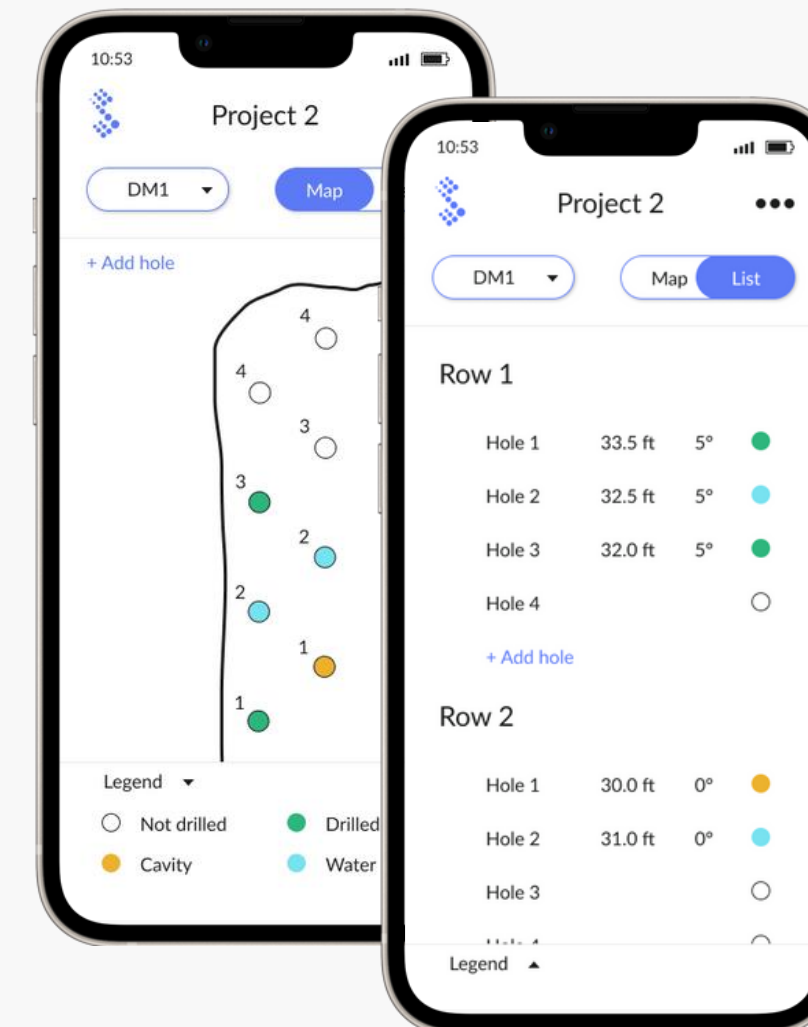 10:53
Project 2
DM1
Map
+ Add hole
4
4
3
3
2
2
1
1
Legend
Not drilled
Drilled
Cavity
Water
10:53
Project 2
DM1
Map
List
Row 1
Hole 1 33.5 ft 5°
Hole 2 32.5 ft 5°
Hole 3 32.0 ft 5°
Hole 4
+ Add hole
Row 2
Hole 1 30.0 ft 0°
Hole 2 31.0 ft 0°
Hole 3
Legend